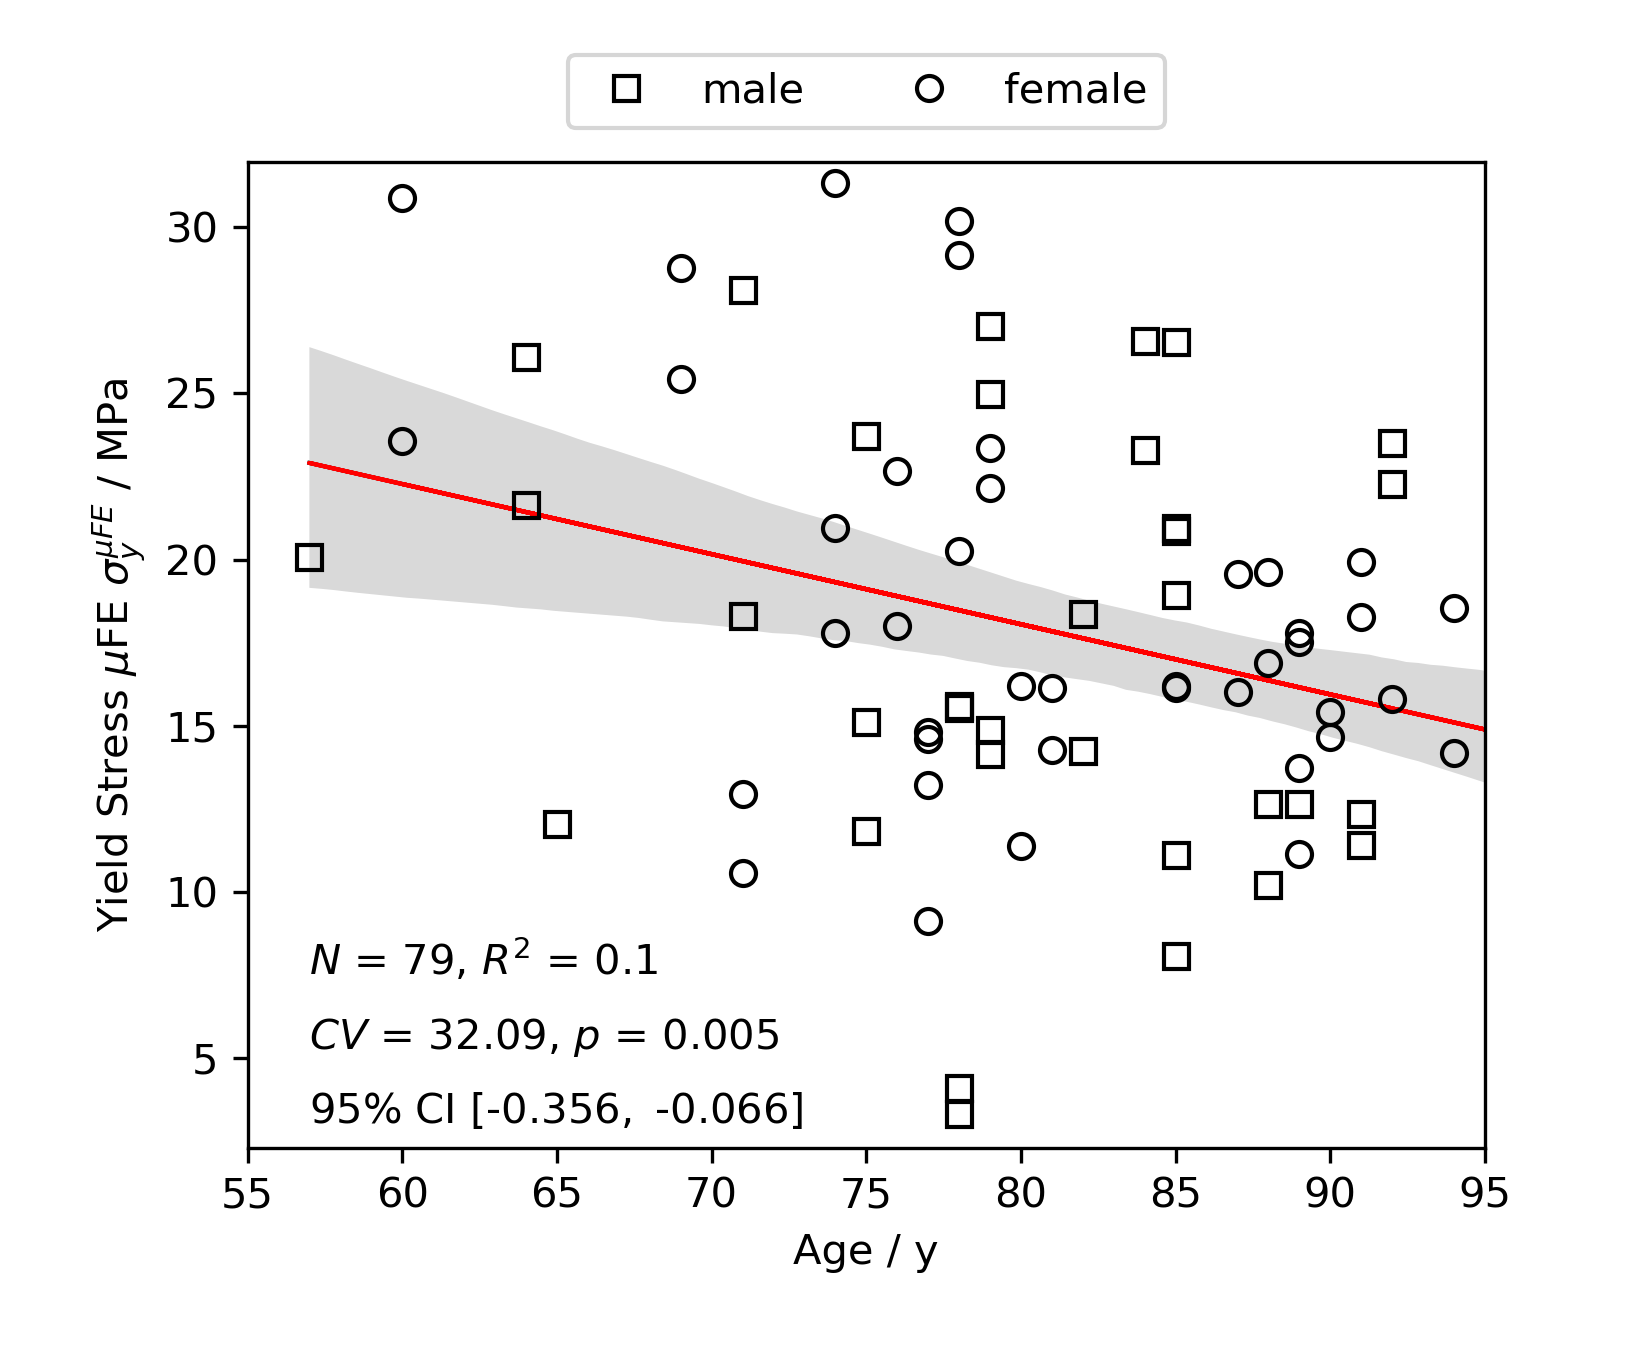 male female
30
25
20
15
10
5
Yield Stress μFE σ_y^{μFE} / MPa
N = 79, R² = 0.1
CV = 32.09, p = 0.005
95% CI [-0.356, -0.066]
55 60 65 70 75 80 85 90 95
Age / y